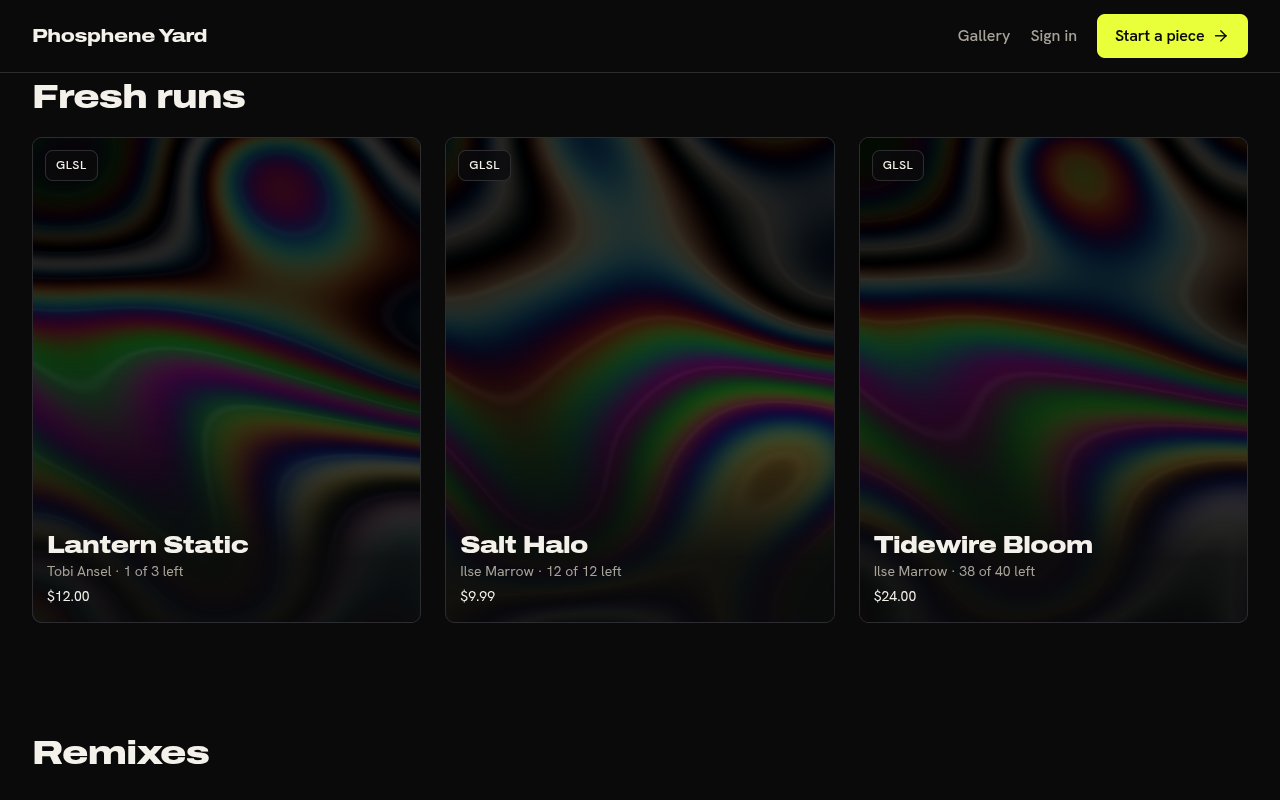 Phosphene Yard
Gallery
Sign in
Start a piece
Fresh runs
GLSL
Lantern Static
Tobi Ansel · 1 of 3 left
$12.00
GLSL
Salt Halo
Ilse Marrow · 12 of 12 left
$9.99
GLSL
Tidewire Bloom
Ilse Marrow · 38 of 40 left
$24.00
Remixes